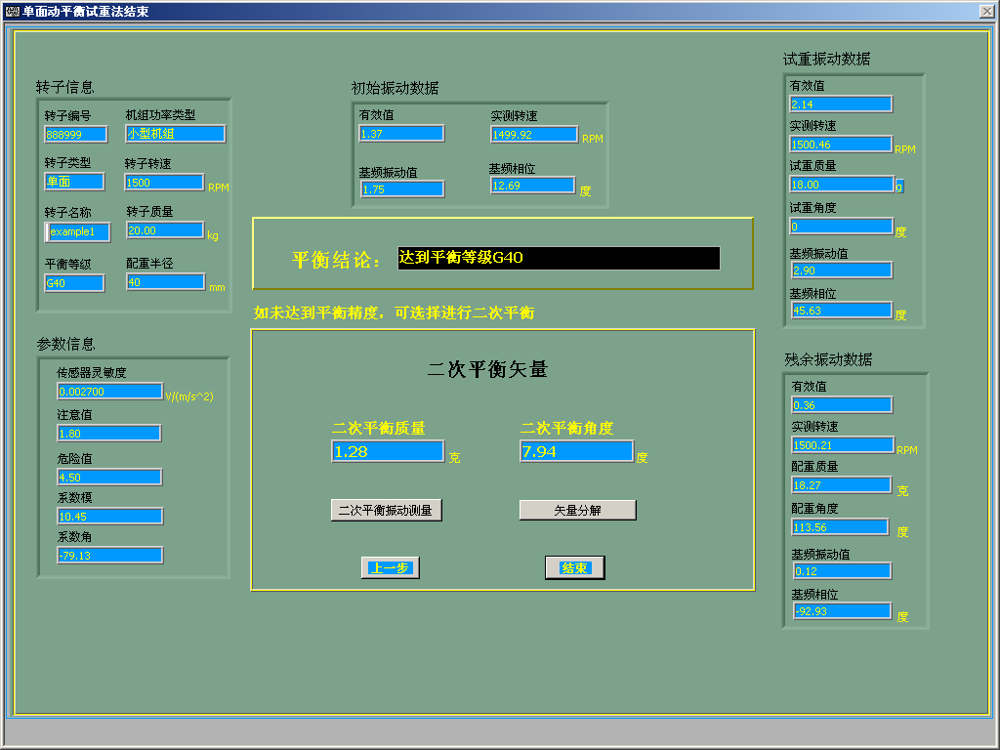 单面动平衡试重法结束
转子信息
转子编号
机组功率类型
888999
小型机组
转子类型
转子转速
单面
1500
RPM
转子名称
转子质量
example1
20.00
kg
平衡等级
配重半径
G40
40
mm
参数信息
传感器灵敏度
0.002700
V/(m/s^2)
注意值
1.80
危险值
4.50
系数模
10.45
系数角
-79.13
初始振动数据
有效值
实测转速
1.37
1499.92
RPM
基频振动值
基频相位
1.75
12.69
度
平衡结论：
达到平衡等级G40
如未达到平衡精度，可选择进行二次平衡
二次平衡矢量
二次平衡质量
二次平衡角度
1.28
克
7.94
度
二次平衡振动测量
矢量分解
上一步
结束
试重振动数据
有效值
2.14
实测转速
1500.46
RPM
试重质量
18.00
g
试重角度
0
度
基频振动值
2.90
基频相位
45.63
度
残余振动数据
有效值
0.36
实测转速
1500.21
RPM
配重质量
18.27
克
配重角度
113.56
度
基频振动值
0.12
基频相位
-92.93
度